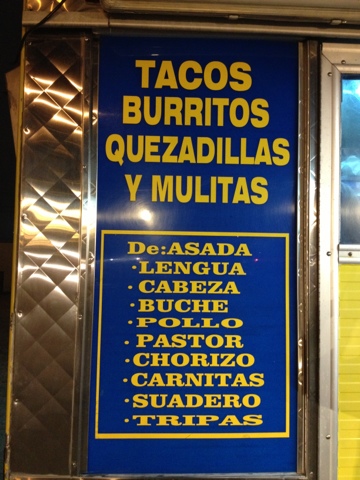 TACOS
BURRITOS
QUEZADILLAS
Y MULITAS
De:ASADA
·LENGUA
·CABEZA
·BUCHE
·POLLO
·PASTOR
·CHORIZO
·CARNITAS
·SUADERO
·TRIPAS